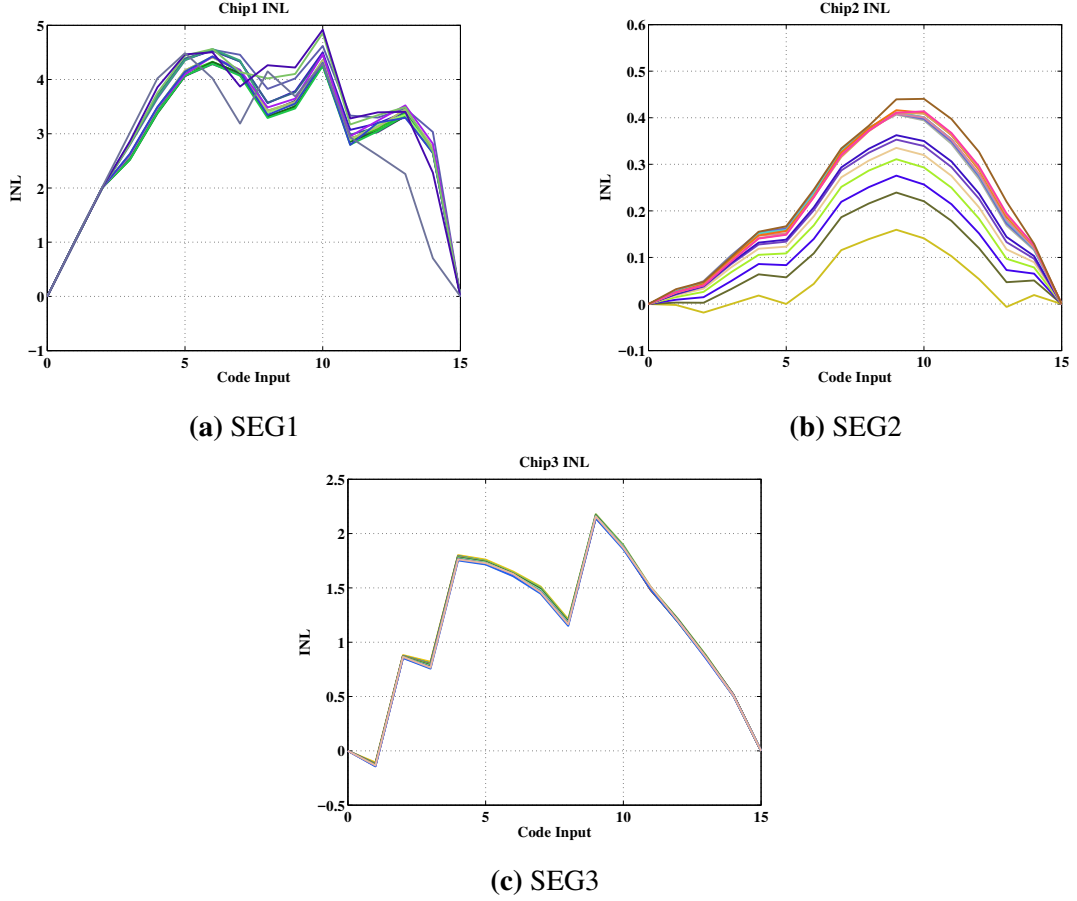 Chip1 INL
5
4
3
2
1
0
−1
INL
0 5 10 15
Code Input
(a) SEG1
Chip2 INL
0.6
0.5
0.4
0.3
0.2
0.1
0
−0.1
INL
0 5 10 15
Code Input
(b) SEG2
Chip3 INL
2.5
2
1.5
1
0.5
0
−0.5
INL
0 5 10 15
Code Input
(c) SEG3